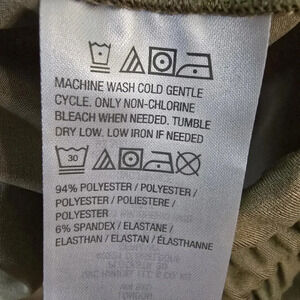 MACHINE WASH COLD GENTLE
CYCLE. ONLY NON-CHLORINE
BLEACH WHEN NEEDED. TUMBLE
DRY LOW. LOW IRON IF NEEDED
30
94% POLYESTER / POLYESTER /
POLYESTER / POLIESTERE /
POLYESTER
6% SPANDEX / ELASTANE /
ELASTHAN / ELASTAN / ELASTHANNE